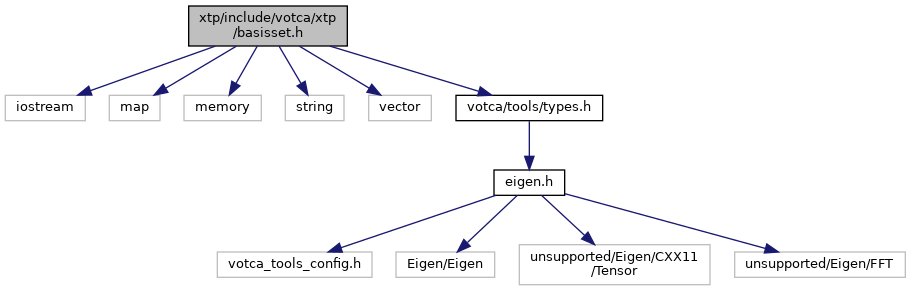 xtp/include/votca/xtp
/basisset.h
iostream
map
memory
string
vector
votca/tools/types.h
eigen.h
votca_tools_config.h
Eigen/Eigen
unsupported/Eigen/CXX11
/Tensor
unsupported/Eigen/FFT